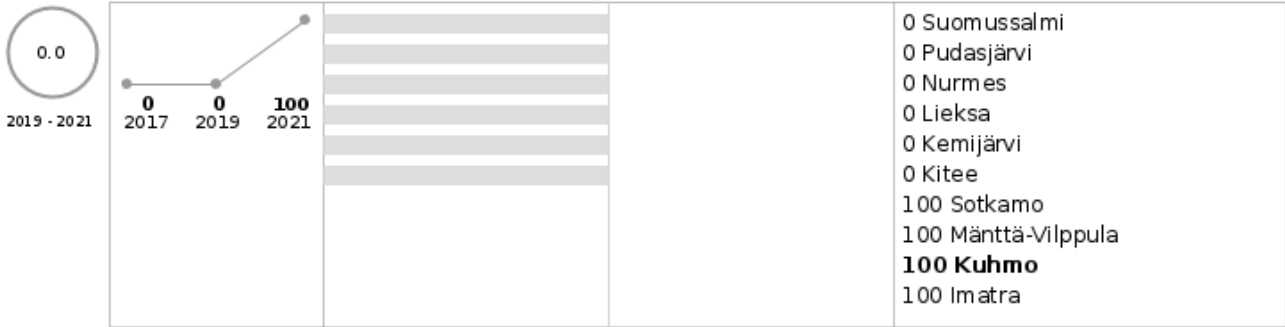 0.0
2019 - 2021
0 0 100
2017 2019 2021
0 Suomussalmi
0 Pudasjärvi
0 Nurmes
0 Lieksa
0 Kemijärvi
0 Kitee
100 Sotkamo
100 Mänttä-Vilppula
100 Kuhmo
100 Imatra